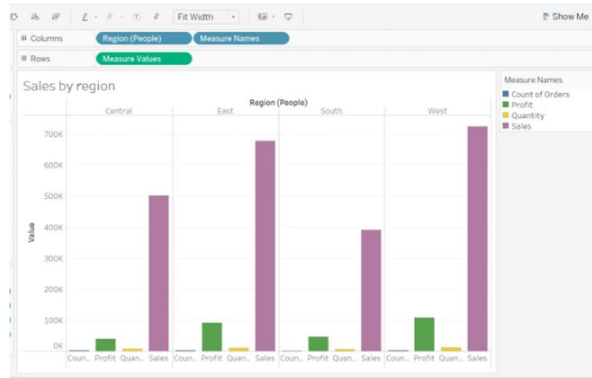 Fit Width
Show Me
Columns
Region (People)
Measure Names
Rows
Measure Values
Sales by region
Region (People)
Central
East
South
West
Value
700K
600K
500K
400K
300K
200K
100K
0K
Coun.. Profit Quan.. Sales Coun.. Profit Quan.. Sales Coun.. Profit Quan.. Sales Coun.. Profit Quan.. Sales
Measure Names
Count of Orders
Profit
Quantity
Sales